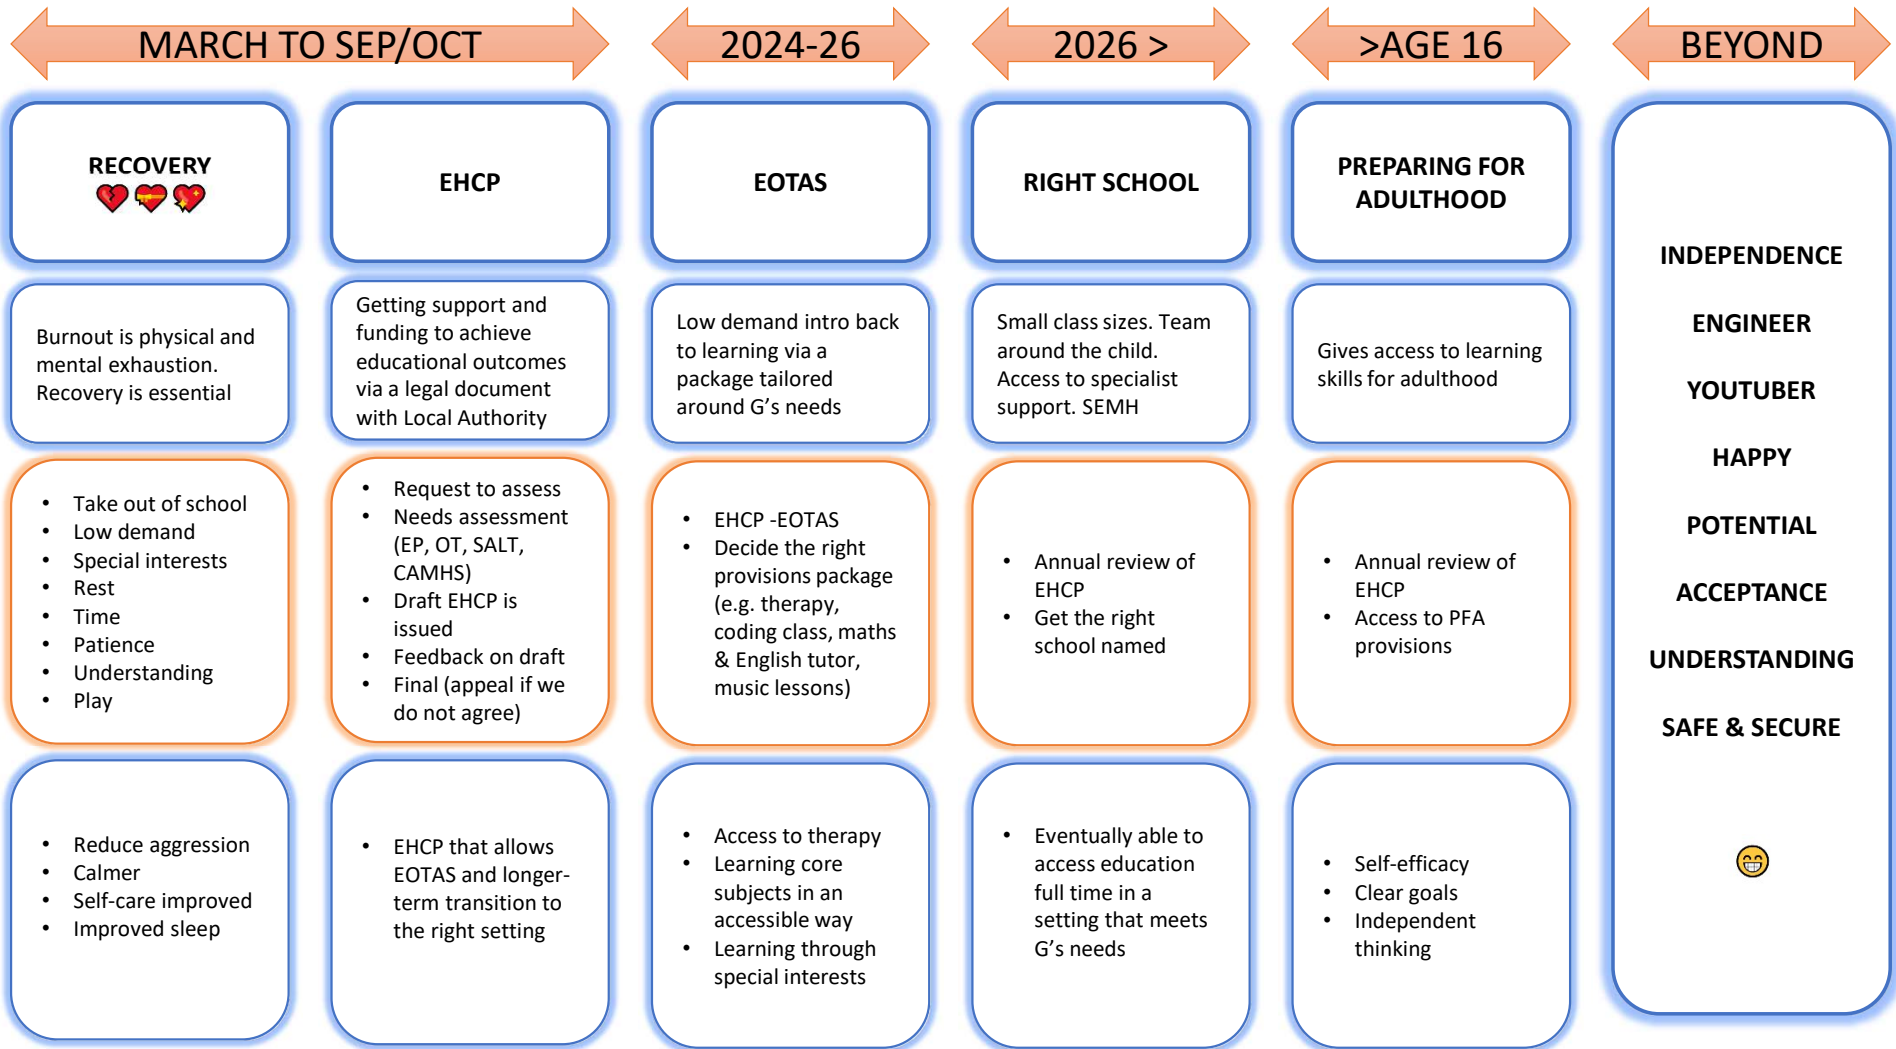 MARCH TO SEP/OCT
2024-26
2026 >
>AGE 16
BEYOND
RECOVERY
EHCP
EOTAS
RIGHT SCHOOL
PREPARING FOR
ADULTHOOD
Burnout is physical and
mental exhaustion.
Recovery is essential
Getting support and
funding to achieve
educational outcomes
via a legal document
with Local Authority
Low demand intro back
to learning via a
package tailored
around G’s needs
Small class sizes. Team
around the child.
Access to specialist
support. SEMH
Gives access to learning
skills for adulthood
• Take out of school
• Low demand
• Special interests
• Rest
• Time
• Patience
• Understanding
• Play
• Request to assess
• Needs assessment
(EP, OT, SALT,
CAMHS)
• Draft EHCP is
issued
• Feedback on draft
• Final (appeal if we
do not agree)
• EHCP -EOTAS
• Decide the right
provisions package
(e.g. therapy,
coding class, maths
& English tutor,
music lessons)
• Annual review of
EHCP
• Get the right
school named
• Annual review of
EHCP
• Access to PFA
provisions
• Reduce aggression
• Calmer
• Self-care improved
• Improved sleep
• EHCP that allows
EOTAS and longer-
term transition to
the right setting
• Access to therapy
• Learning core
subjects in an
accessible way
• Learning through
special interests
• Eventually able to
access education
full time in a
setting that meets
G’s needs
• Self-efficacy
• Clear goals
• Independent
thinking
INDEPENDENCE
ENGINEER
YOUTUBER
HAPPY
POTENTIAL
ACCEPTANCE
UNDERSTANDING
SAFE & SECURE